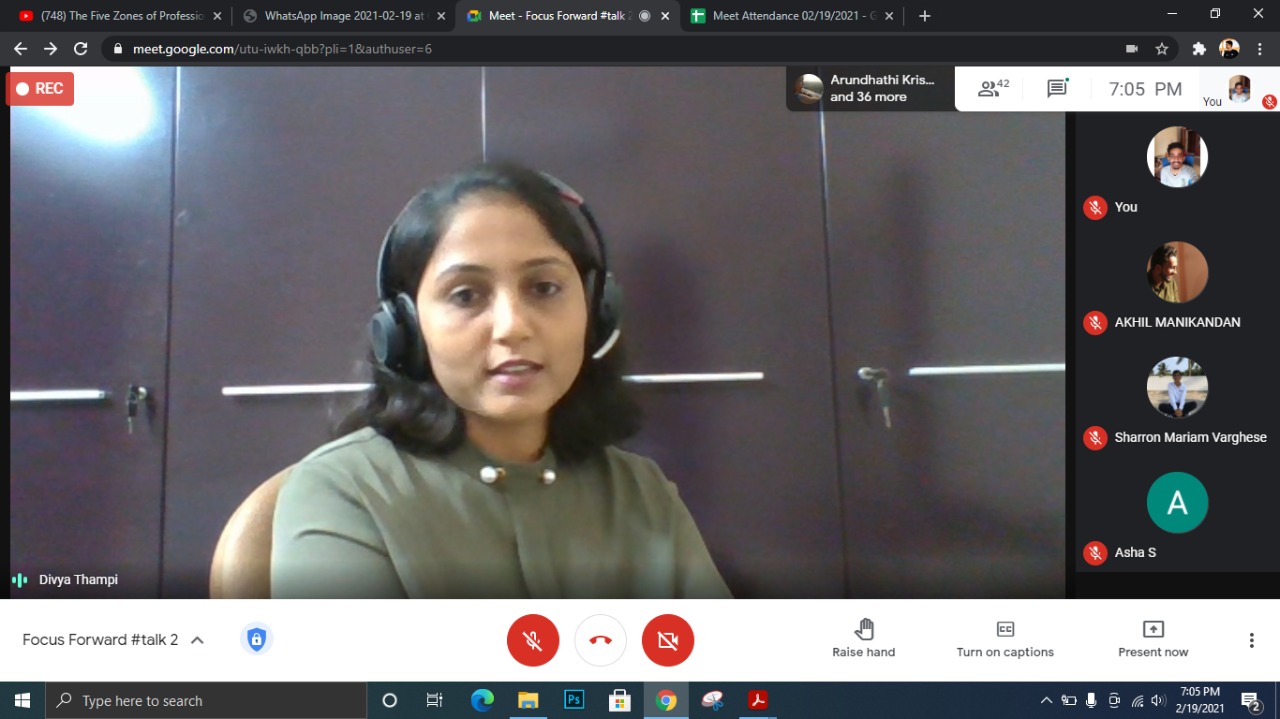 (748) The Five Zones of Professio
WhatsApp Image 2021-02-19 at
Meet - Focus Forward #talk 2
Meet Attendance 02/19/2021 - G
meet.google.com/utu-iwkh-qbb?pli=1&authuser=6
REC
Arundhathi Kris...
and 36 more
42
7:05 PM
You
You
AKHIL MANIKANDAN
Sharron Mariam Varghese
A
Asha S
Divya Thampi
Focus Forward #talk 2
Raise hand
CC
Turn on captions
Present now
Type here to search
Ps
7:05 PM
2/19/2021
2